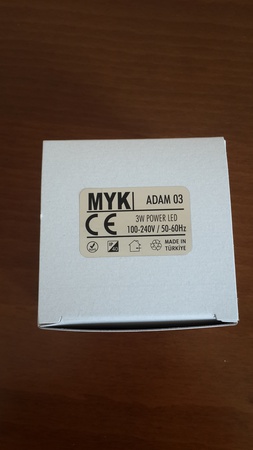 MYK ADAM 03
CE 3W POWER LED
100-240V / 50-60Hz
MADE IN
TÜRKİYE